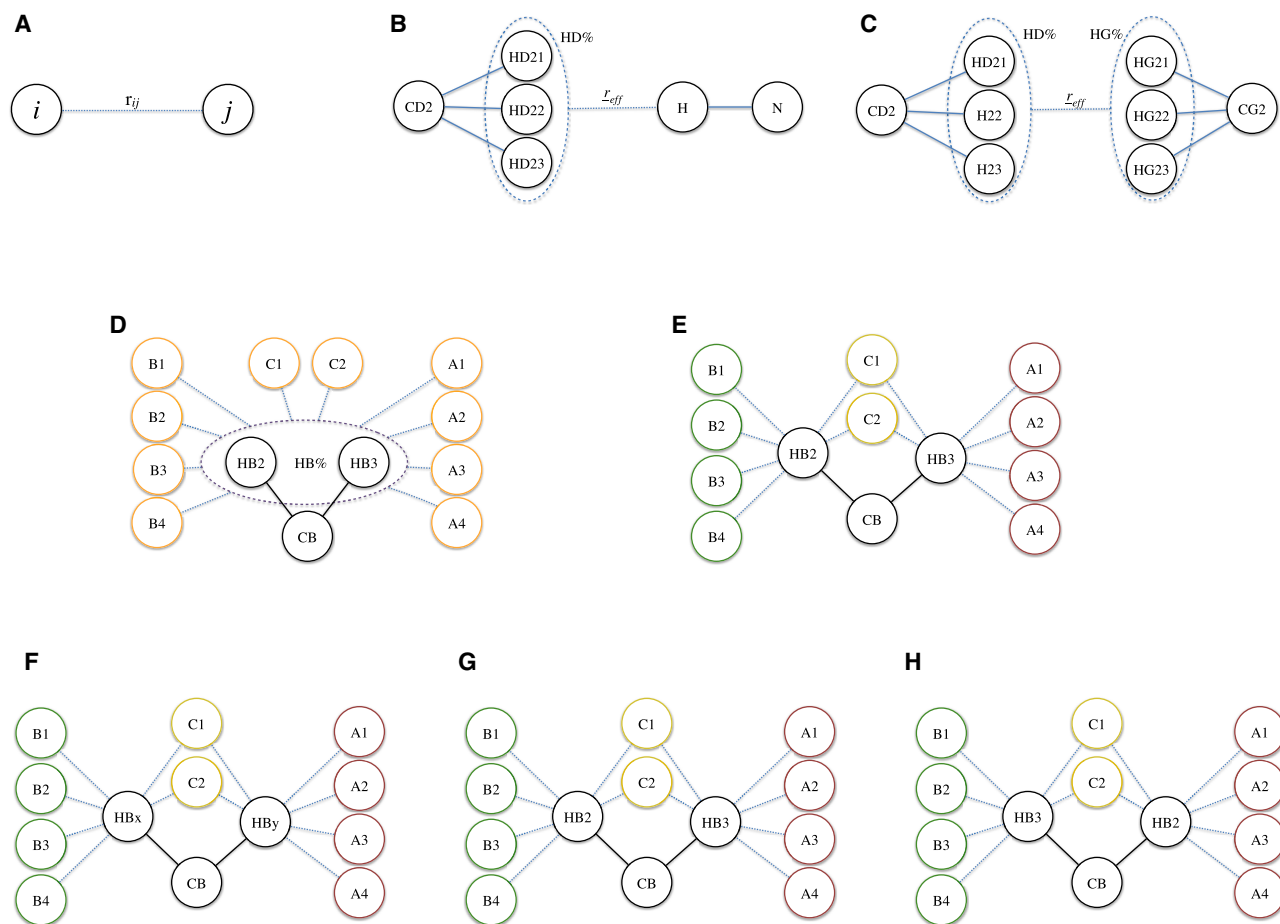 A
i
rij
j
B
HD%
HD21
HD22
HD23
CD2
reff
H
N
C
HD%
HG%
HD21
H22
H23
CD2
reff
HG21
HG22
HG23
CG2
D
B1
B2
B3
B4
C1
C2
A1
A2
A3
A4
HB2
HB%
HB3
CB
E
B1
B2
B3
B4
C1
C2
HB2
HB3
CB
A1
A2
A3
A4
F
B1
B2
B3
B4
C1
C2
HBx
HBy
CB
A1
A2
A3
A4
G
B1
B2
B3
B4
C1
C2
HB2
HB3
CB
A1
A2
A3
A4
H
B1
B2
B3
B4
C1
C2
HB3
HB2
CB
A1
A2
A3
A4